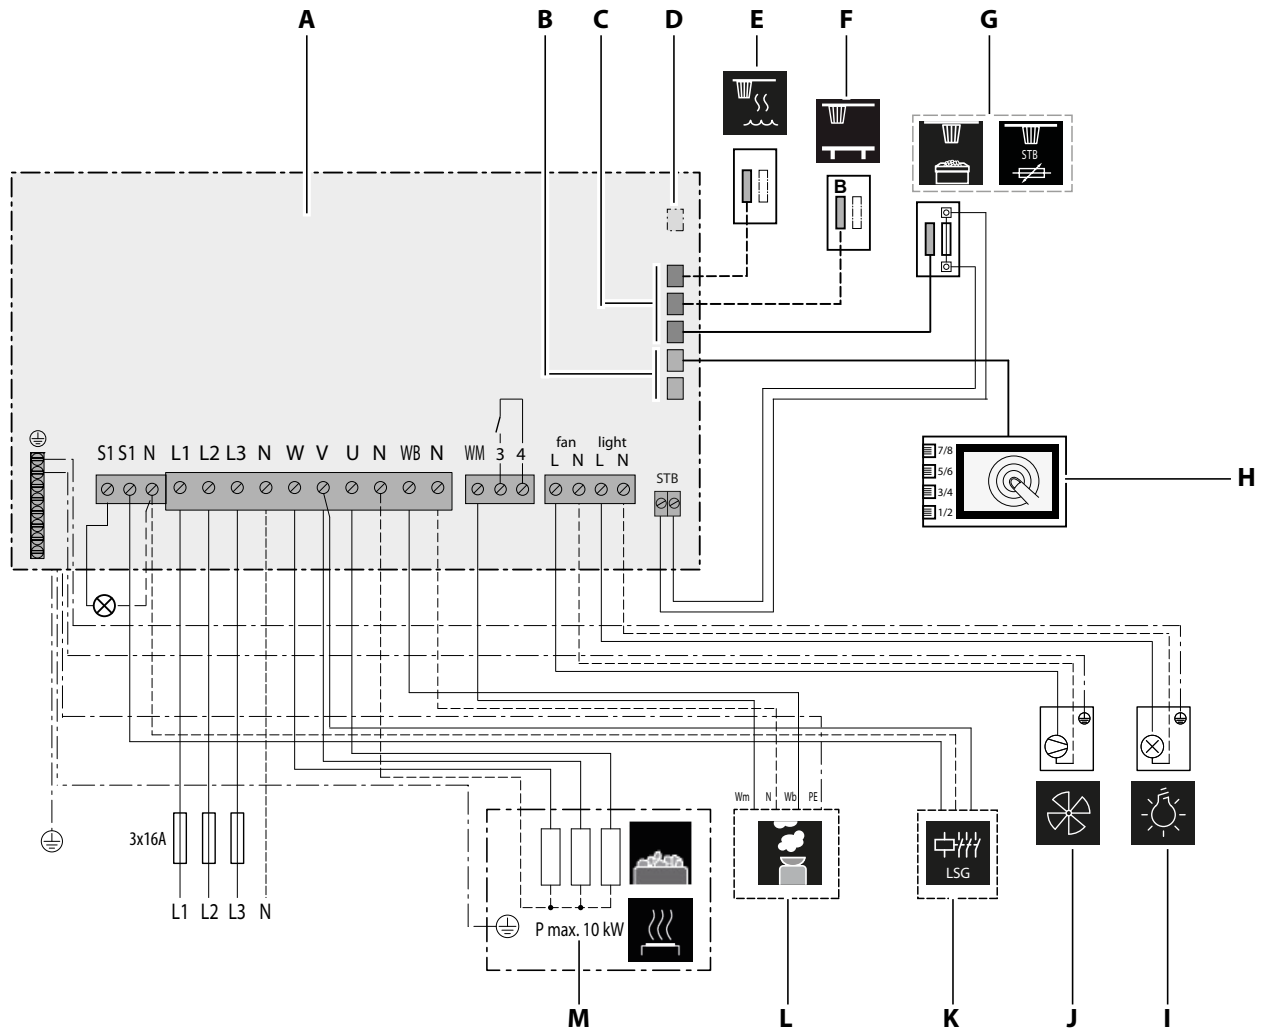 A B C D E F G
STB
B
7/8
5/6
3/4
1/2
H
fan light
S1 S1 N L1 L2 L3 N W V U N WB N WM 3 4 L N L N
STB
3x16A
L1 L2 L3 N
Wm N Wb PE
LSG
P max. 10 kW
M L K J I